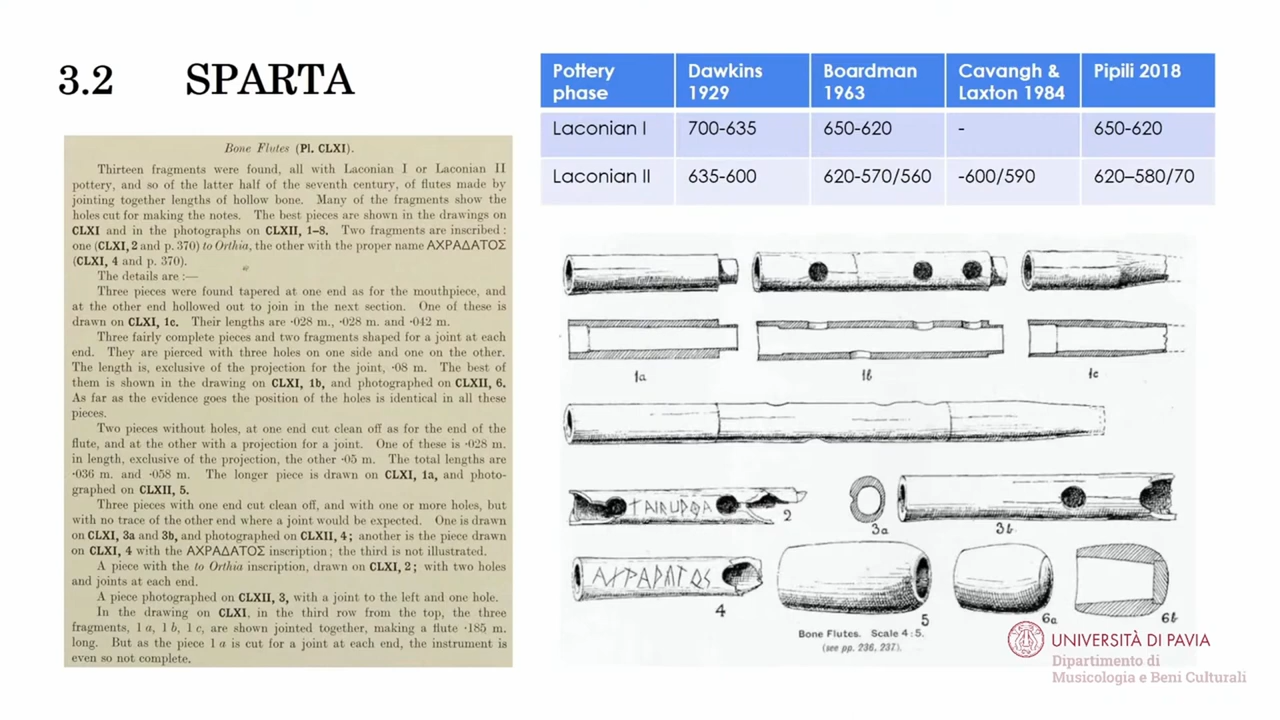 3.2 SPARTA
Bone Flutes (Pl. CLXI).
Thirteen fragments were found, all with Laconian I or Laconian II
pottery, and so of the latter half of the seventh century, of flutes made by
jointing together lengths of hollow bone. Many of the fragments show the
holes cut for making the notes. The best pieces are shown in the drawings on
CLXI and in the photographs on CLXII, 1–8. Two fragments are inscribed:
one (CLXI, 2 and p. 370) to Orthia, the other with the proper name ΑΧΡΑΔΑΤΟΣ
(CLXI, 4 and p. 370).
The details are :—
Three pieces were found tapered at one end as for the mouthpiece, and
at the other end hollowed out to join in the next section. One of these is
drawn on CLXI, 1c. Their lengths are ·028 m., ·028 m. and ·042 m.
Three fairly complete pieces and two fragments shaped for a joint at each
end. They are pierced with three holes on one side and one on the other.
The length is, exclusive of the projection for the joint, ·08 m. The best of
them is shown in the drawing on CLXI, 1b, and photographed on CLXII, 6.
As far as the evidence goes the position of the holes is identical in all these
pieces.
Two pieces without holes, at one end cut clean off as for the end of the
flute, and at the other with a projection for a joint. One of these is ·028 m.
in length, exclusive of the projection, the other ·05 m. The total lengths are
·036 m. and ·058 m. The longer piece is drawn on CLXI, 1a, and photo-
graphed on CLXII, 5.
Three pieces with one end cut clean off, and with one or more holes, but
with no trace of the other end where a joint would be expected. One is drawn
on CLXI, 3a and 3b, and photographed on CLXII, 4; another is the piece drawn
on CLXI, 4 with the ΑΧΡΑΔΑΤΟΣ inscription; the third is not illustrated.
A piece with the to Orthia inscription, drawn on CLXI, 2; with two holes
and joints at each end.
A piece photographed on CLXII, 3, with a joint to the left and one hole.
In the drawing on CLXI, in the third row from the top, the three
fragments, 1 a, 1 b, 1 c, are shown jointed together, making a flute ·185 m.
long. But as the piece 1 a is cut for a joint at each end, the instrument is
even so not complete.
Pottery phase Dawkins 1929 Boardman 1963 Cavangh & Laxton 1984 Pipili 2018
Laconian I 700-635 650-620 - 650-620
Laconian II 635-600 620-570/560 -600/590 620–580/70
1a 1b 1c
2 3a 3b
ΑΧΡΑΔΑΤΟΣ
4 5 6a 6b
Bone Flutes. Scale 4 : 5.
(see pp. 236, 237).
UNIVERSITÀ DI PAVIA
Dipartimento di
Musicologia e Beni Culturali